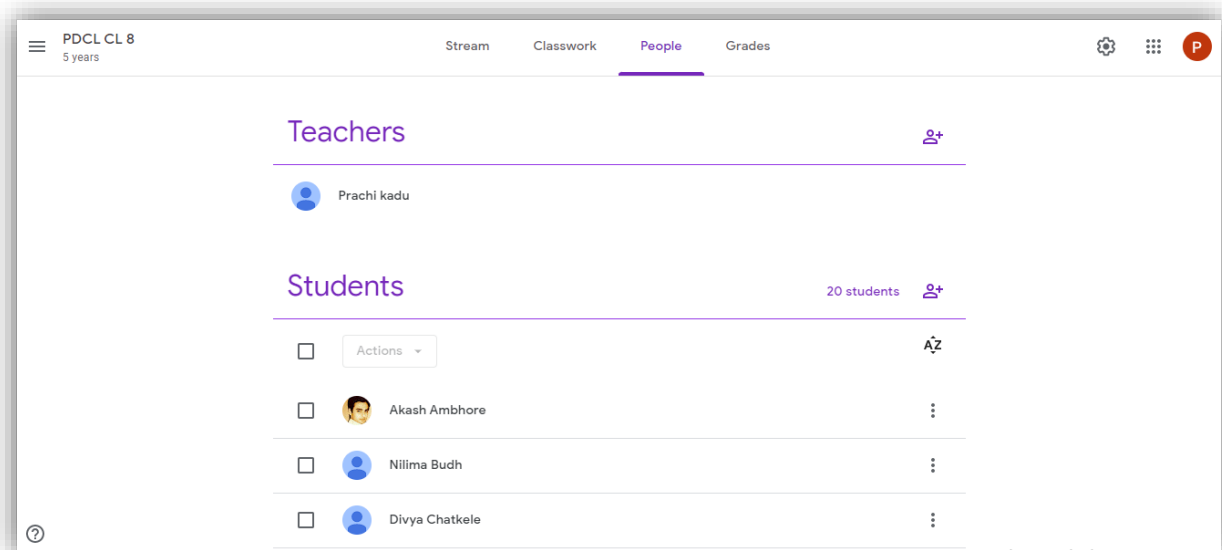 PDCL CL 8
5 years
Stream Classwork People Grades
P
Teachers
Prachi kadu
Students
20 students
Actions
AZ
Akash Ambhore
Nilima Budh
Divya Chatkele